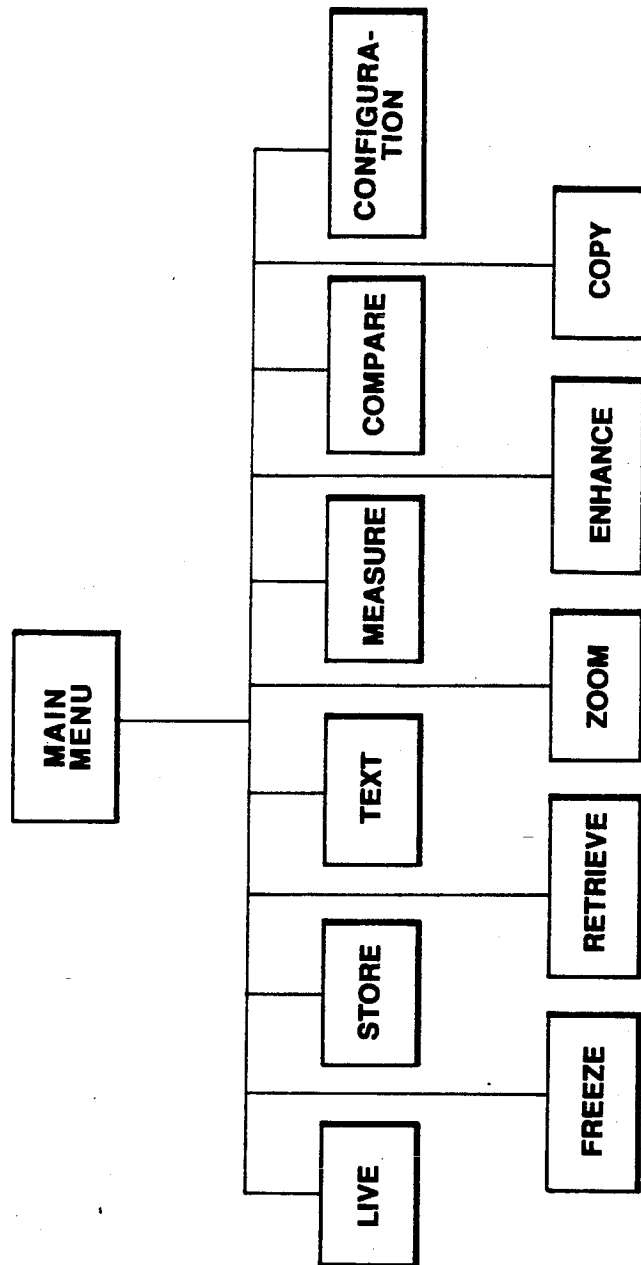 MAIN
MENU
LIVE
STORE
TEXT
MEASURE
COMPARE
CONFIGURA-
TION
FREEZE
RETRIEVE
ZOOM
ENHANCE
COPY